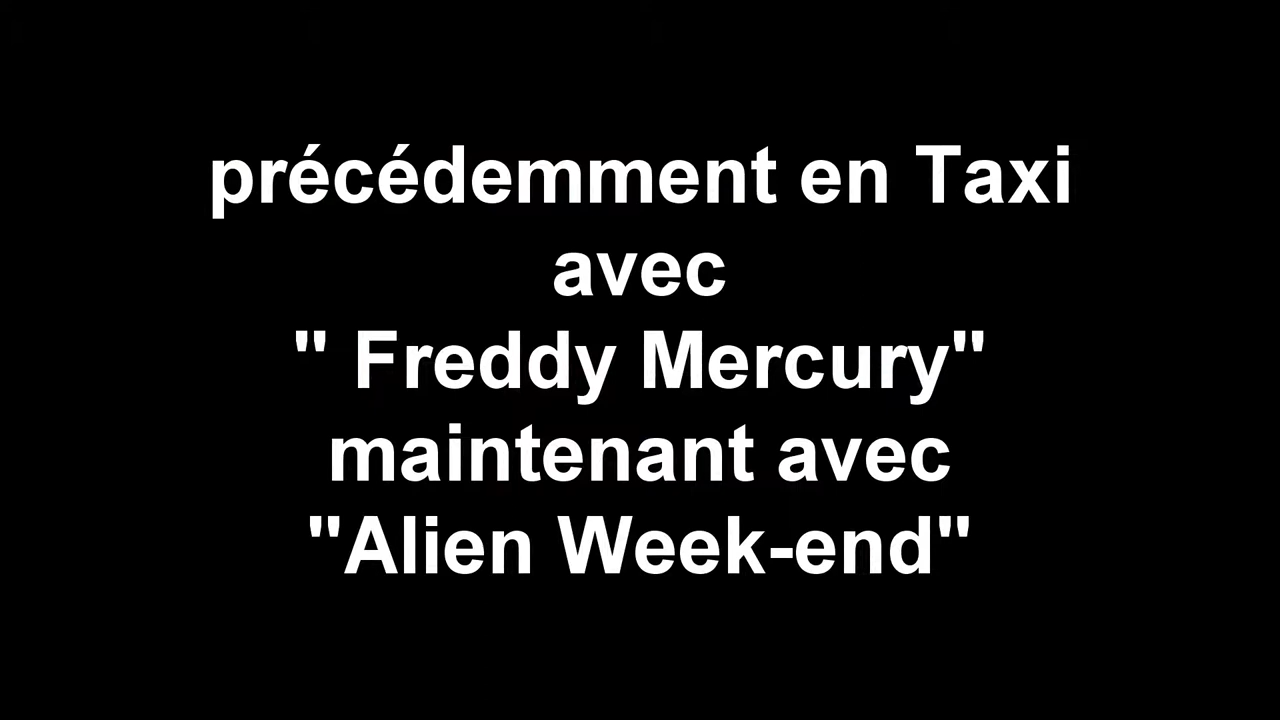 précédemment en Taxi
avec
" Freddy Mercury"
maintenant avec
"Alien Week-end"